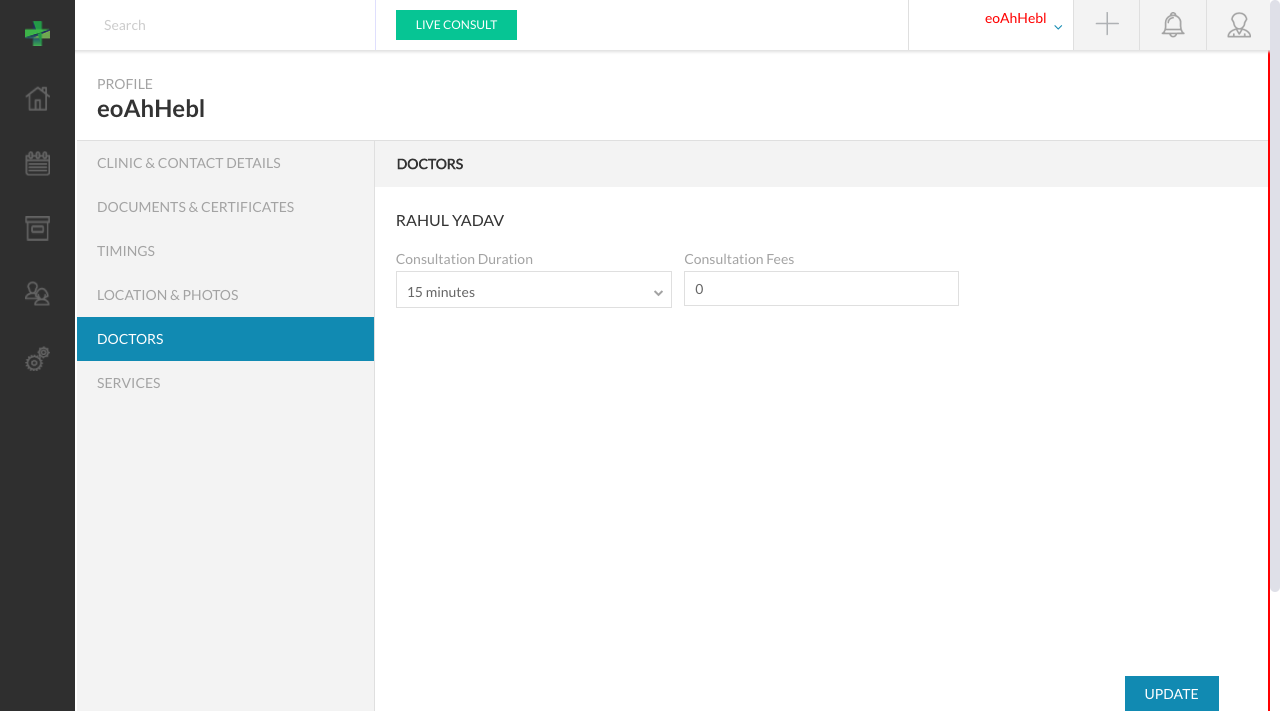 Search
LIVE CONSULT
eoAhHebl
PROFILE
eoAhHebl
CLINIC & CONTACT DETAILS
DOCUMENTS & CERTIFICATES
TIMINGS
LOCATION & PHOTOS
DOCTORS
SERVICES
DOCTORS
RAHUL YADAV
Consultation Duration
Consultation Fees
15 minutes
0
UPDATE